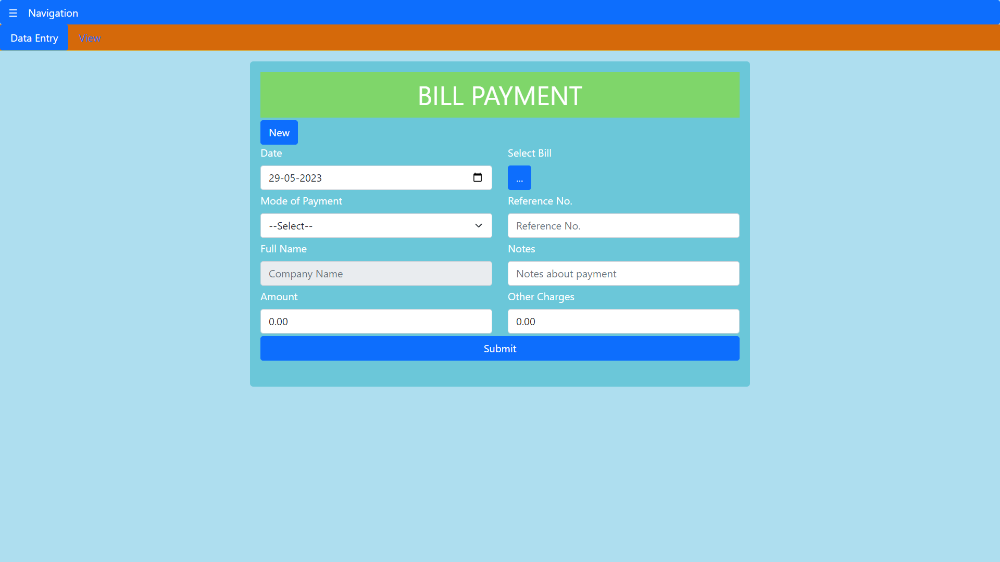 ☰ Navigation
Data Entry View
BILL PAYMENT
New
Date Select Bill
29-05-2023 ...
Mode of Payment Reference No.
--Select-- Reference No.
Full Name Notes
Company Name Notes about payment
Amount Other Charges
0.00 0.00
Submit